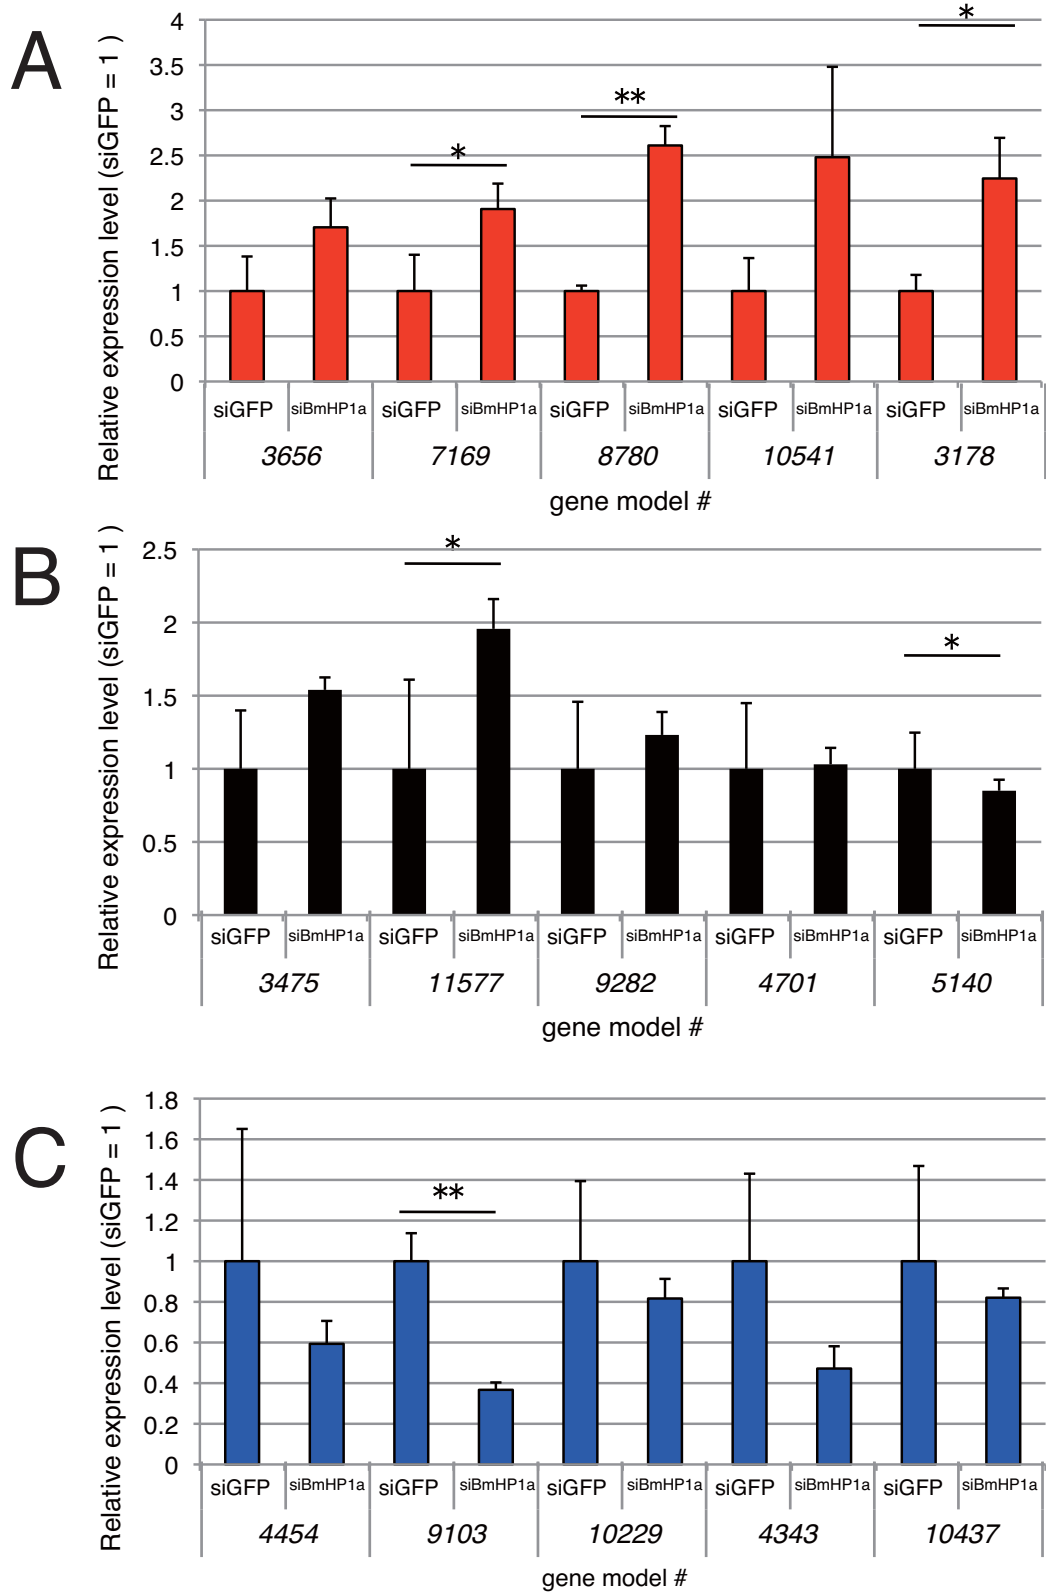 A
Relative expression level (siGFP = 1 )
4
3.5
3
2.5
2
1.5
1
0.5
0
*
**
*
siGFP siBmHP1a siGFP siBmHP1a siGFP siBmHP1a siGFP siBmHP1a siGFP siBmHP1a
3656 7169 8780 10541 3178
gene model #
B
Relative expression level (siGFP = 1 )
2.5
2
1.5
1
0.5
0
*
*
siGFP siBmHP1a siGFP siBmHP1a siGFP siBmHP1a siGFP siBmHP1a siGFP siBmHP1a
3475 11577 9282 4701 5140
gene model #
C
Relative expression level (siGFP = 1 )
1.8
1.6
1.4
1.2
1
0.8
0.6
0.4
0.2
0
**
siGFP siBmHP1a siGFP siBmHP1a siGFP siBmHP1a siGFP siBmHP1a siGFP siBmHP1a
4454 9103 10229 4343 10437
gene model #